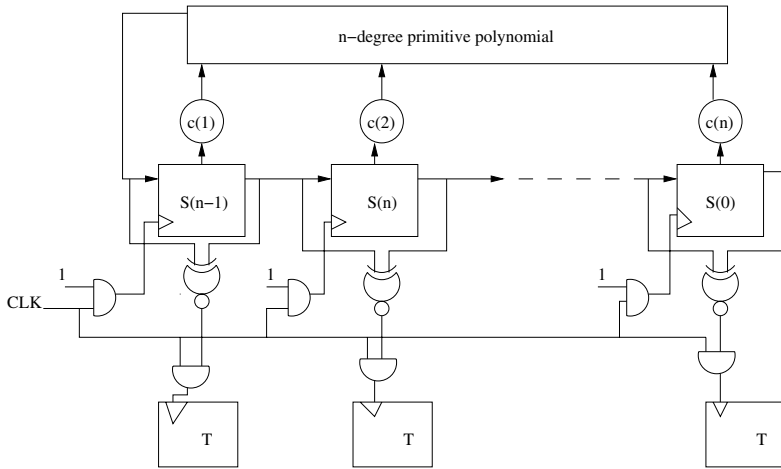 n−degree primitive polynomial
c(1) c(2) c(n)
S(n−1) S(n) S(0)
1 1 1
CLK
T T T